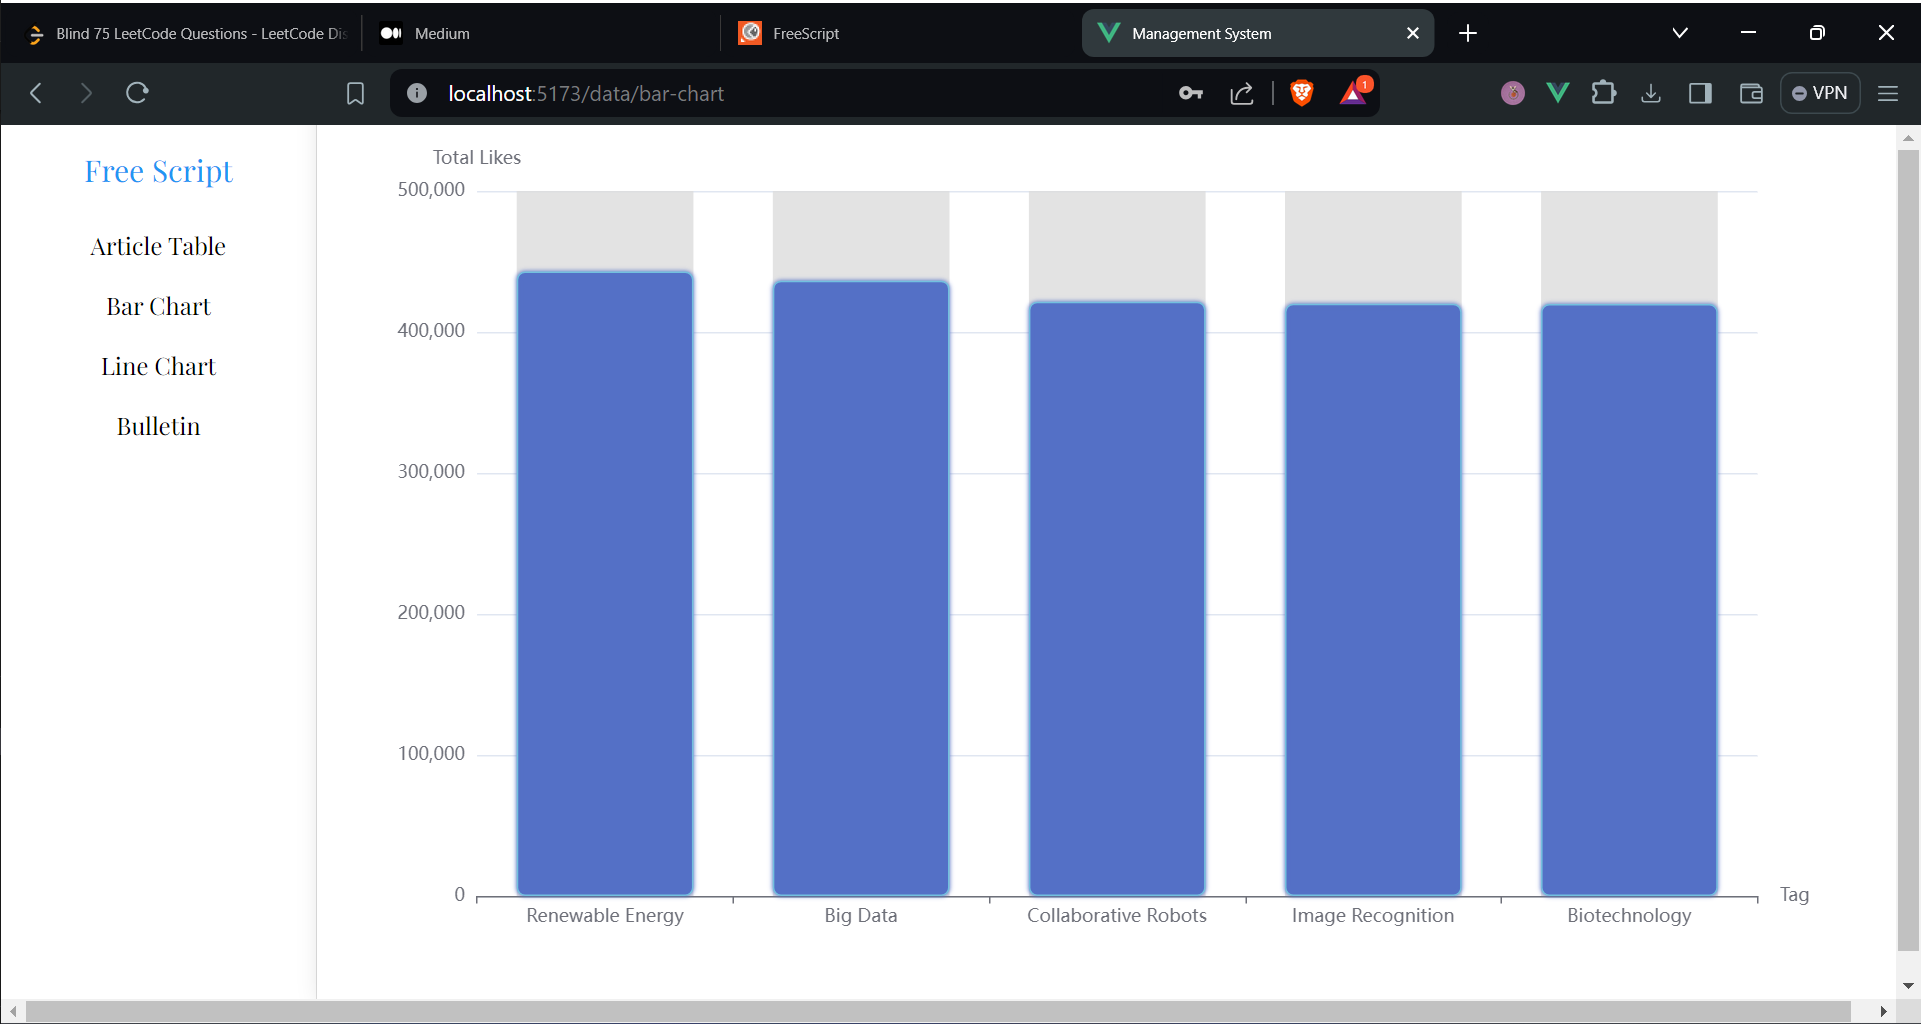 Blind 75 LeetCode Questions - LeetCode Dis
Medium
FreeScript
Management System
localhost:5173/data/bar-chart
1
VPN
Free Script
Article Table
Bar Chart
Line Chart
Bulletin
Total Likes
500,000
400,000
300,000
200,000
100,000
0
Renewable Energy
Big Data
Collaborative Robots
Image Recognition
Biotechnology
Tag